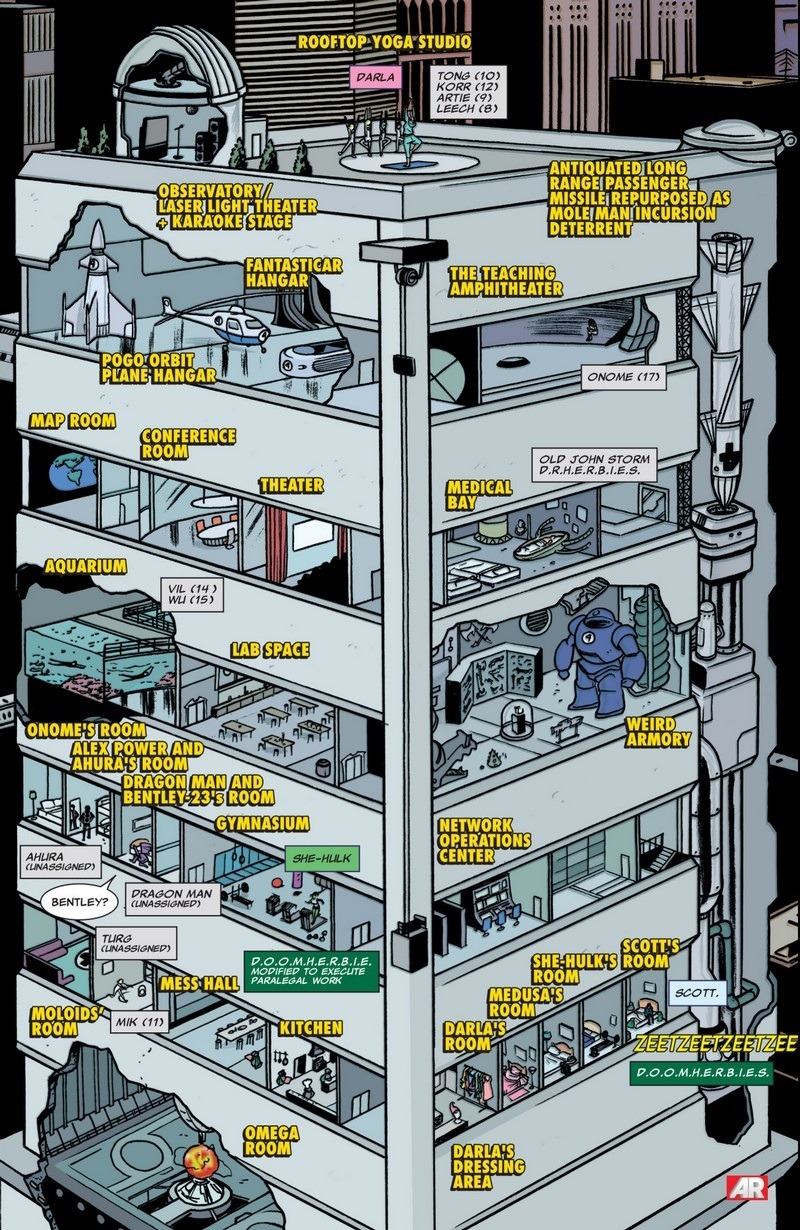 ROOFTOP YOGA STUDIO
DARLA
TONG (10)
KORR (12)
ARTIE (9)
LEECH (8)
OBSERVATORY/
LASER LIGHT THEATER
+ KARAOKE STAGE
ANTIQUATED LONG
RANGE PASSENGER
MISSILE REPURPOSED AS
MOLE MAN INCURSION
DETERRENT
FANTASTICAR
HANGAR
THE TEACHING
AMPHITHEATER
POGO ORBIT
PLANE HANGAR
ONOME (17)
MAP ROOM
CONFERENCE
ROOM
THEATER
OLD JOHN STORM
D.R.H.E.R.B.I.E.S.
MEDICAL
BAY
AQUARIUM
VIL (14)
WU (15)
LAB SPACE
WEIRD
ARMORY
ONOME'S ROOM
ALEX POWER AND
AHURA'S ROOM
DRAGON MAN AND
BENTLEY-23'S ROOM
GYMNASIUM
NETWORK
OPERATIONS
CENTER
AHURA
(UNASSIGNED)
SHE-HULK
BENTLEY?
DRAGON MAN
(UNASSIGNED)
TURG
(UNASSIGNED)
D.O.O.M.H.E.R.B.I.E.
MODIFIED TO EXECUTE
PARALEGAL WORK
MESS HALL
SCOTT'S
ROOM
SHE-HULK'S
ROOM
MEDUSA'S
ROOM
DARLA'S
ROOM
SCOTT.
MOLOIDS'
ROOM
MIK (11)
KITCHEN
ZEETZEETZEETZEE
D.O.O.M.H.E.R.B.I.E.S.
OMEGA
ROOM
DARLA'S
DRESSING
AREA
AR